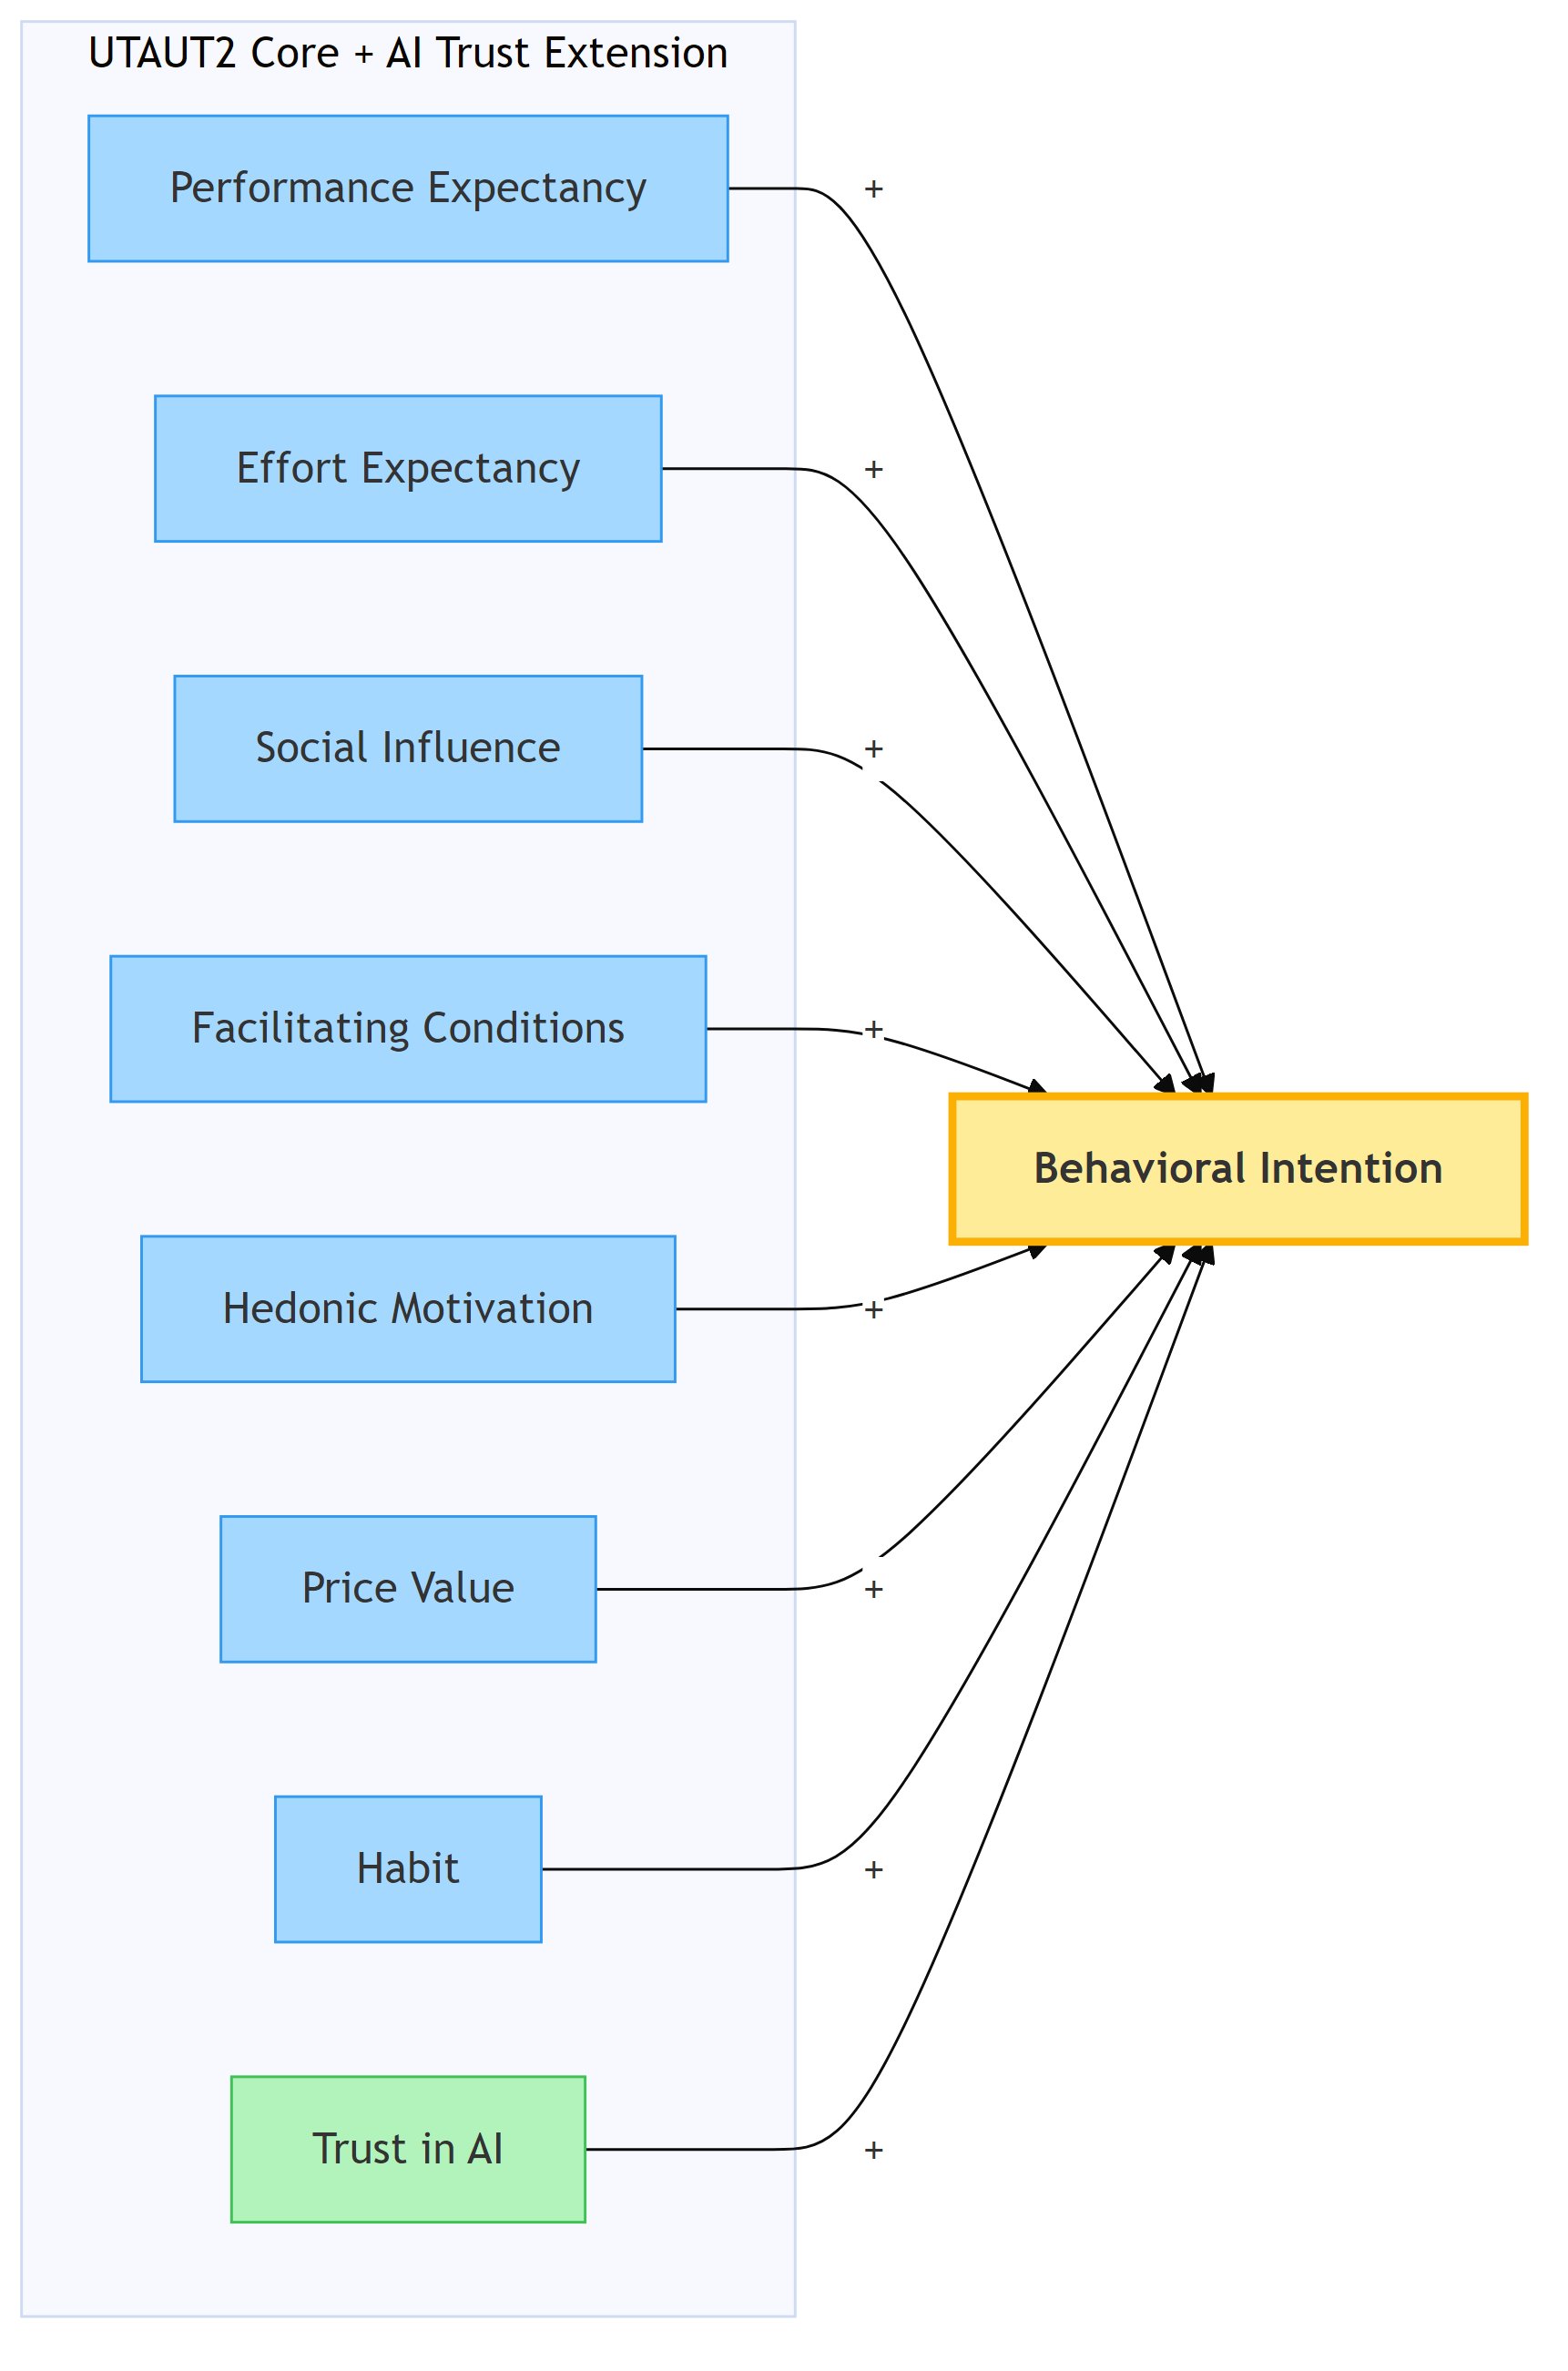 UTAUT2 Core + AI Trust Extension
Performance Expectancy
+
Effort Expectancy
+
Social Influence
+
Facilitating Conditions
+
Behavioral Intention
Hedonic Motivation
+
Price Value
+
Habit
+
Trust in AI
+